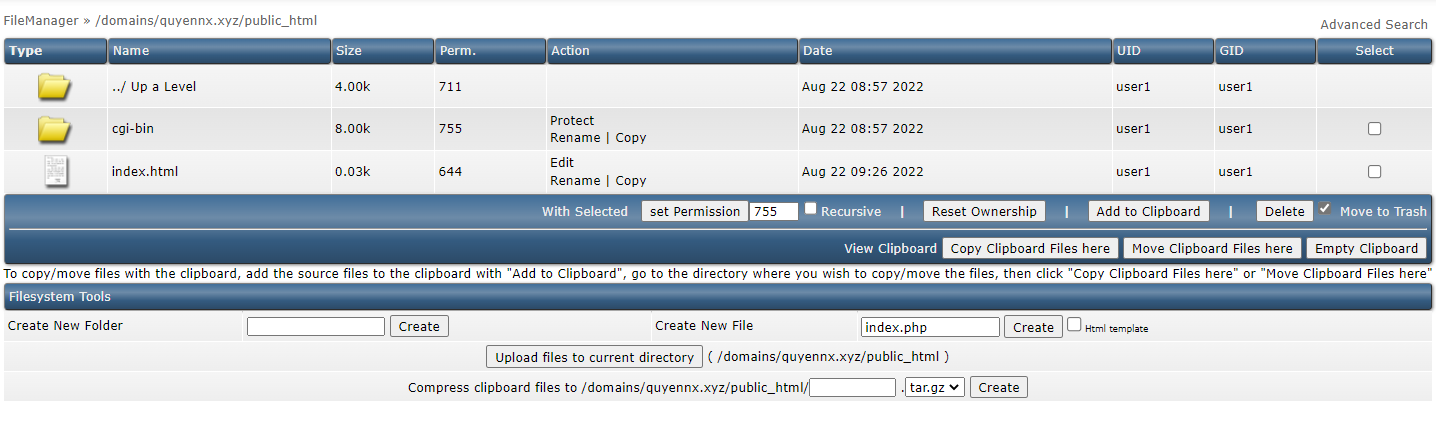 FileManager » /domains/quyennx.xyz/public_html
Advanced Search
Type Name Size Perm. Action Date UID GID Select
../ Up a Level 4.00k 711 Aug 22 08:57 2022 user1 user1
cgi-bin 8.00k 755 Protect Aug 22 08:57 2022 user1 user1
Rename | Copy
index.html 0.03k 644 Edit Aug 22 09:26 2022 user1 user1
Rename | Copy
With Selected set Permission 755 Recursive | Reset Ownership | Add to Clipboard | Delete Move to Trash
View Clipboard Copy Clipboard Files here Move Clipboard Files here Empty Clipboard
To copy/move files with the clipboard, add the source files to the clipboard with "Add to Clipboard", go to the directory where you wish to copy/move the files, then click "Copy Clipboard Files here" or "Move Clipboard Files here"
Filesystem Tools
Create New Folder Create Create New File index.php Create Html template
Upload files to current directory ( /domains/quyennx.xyz/public_html )
Compress clipboard files to /domains/quyennx.xyz/public_html/ . tar.gz Create